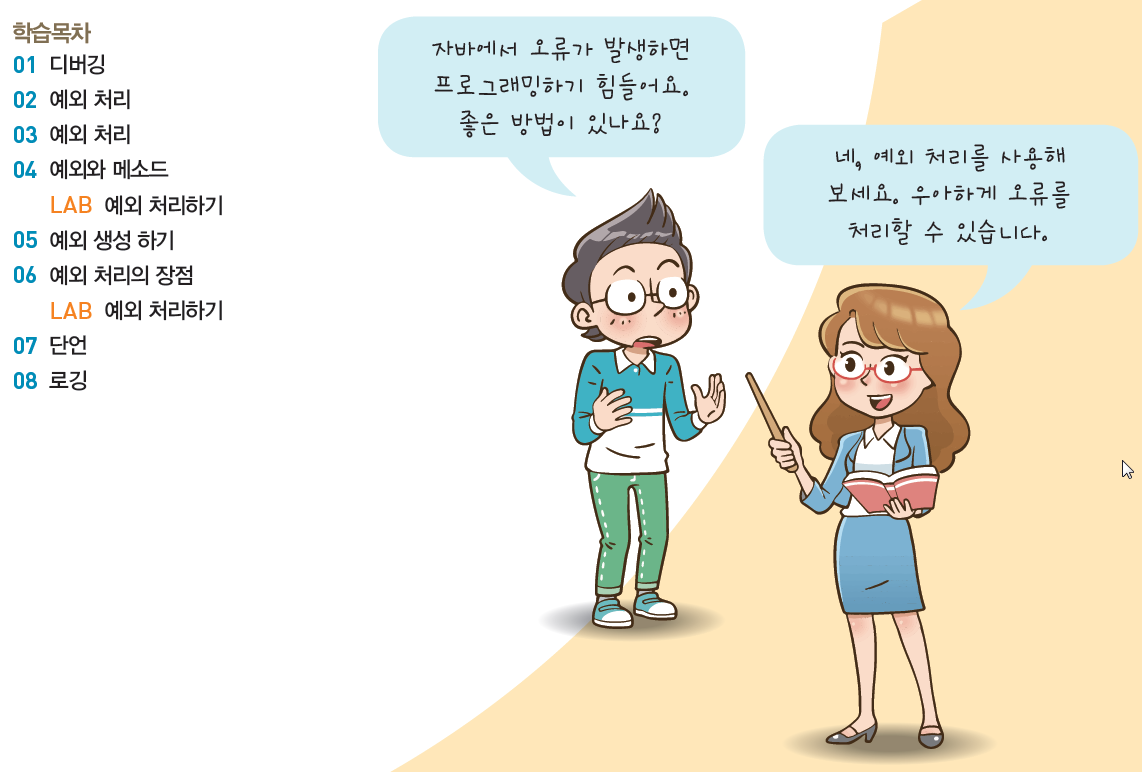 학습목차
01 디버깅
02 예외 처리
03 예외 처리
04 예외와 메소드
LAB 예외 처리하기
05 예외 생성 하기
06 예외 처리의 장점
LAB 예외 처리하기
07 단언
08 로깅
자바에서 오류가 발생하면
프로그래밍하기 힘들어요.
좋은 방법이 있나요?
네, 예외 처리를 사용해
보세요. 우아하게 오류를
처리할 수 있습니다.